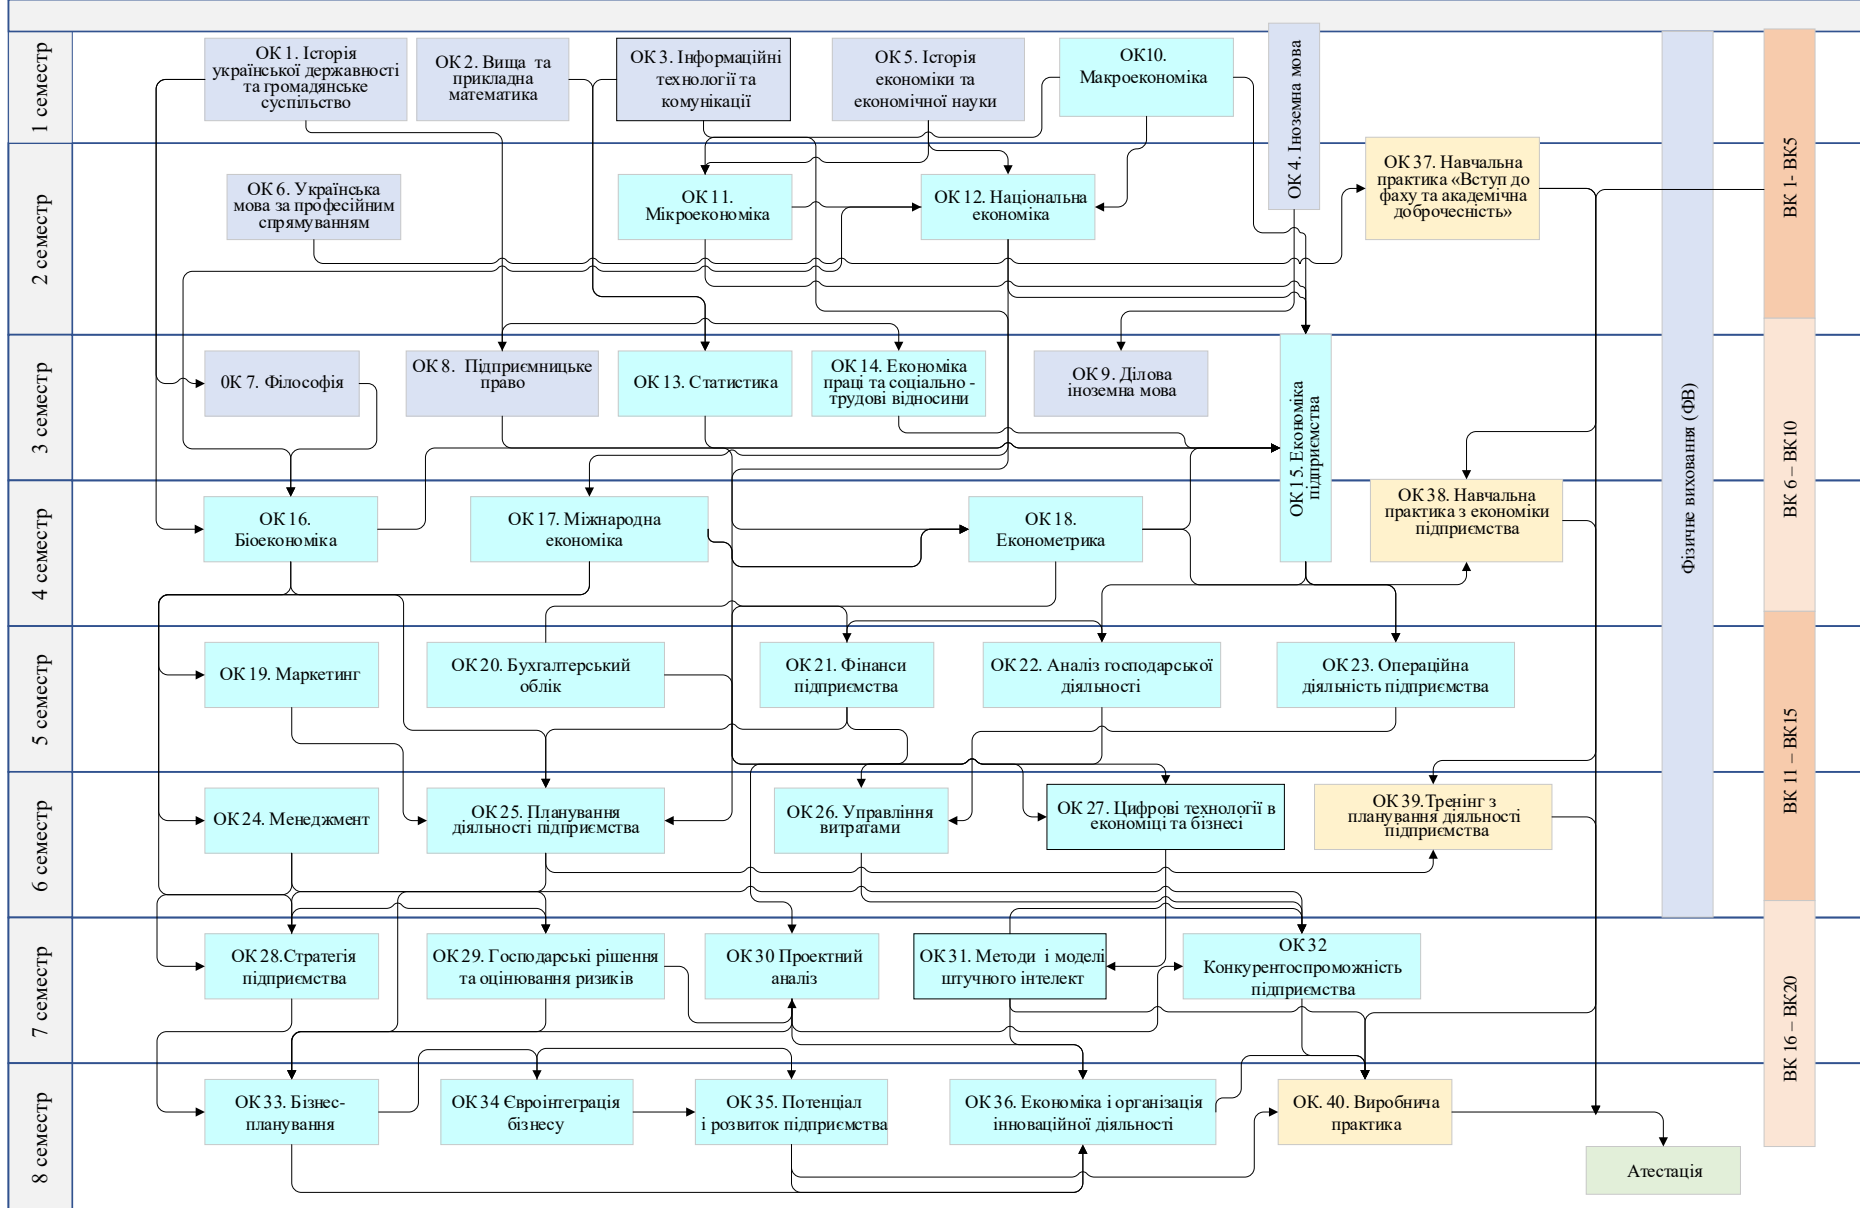 1 семестр
ОК 1. Історія
української державності
та громадянське
суспільство
ОК 2. Вища та
прикладна
математика
ОК 3. Інформаційні
технології та
комунікації
ОК 5. Історія
економіки та
економічної науки
ОК10.
Макроекономіка
ОК 4. Іноземна мова
2 семестр
ОК 6. Українська
мова за професійним
спрямуванням
ОК 11.
Мікроекономіка
ОК 12. Національна
економіка
ОК 37. Навчальна
практика «Вступ до
фаху та академічна
доброчесність»
ВК 1- ВК5
3 семестр
0К 7. Філософія
ОК 8. Підприємницьке
право
ОК 13. Статистика
ОК 14. Економіка
праці та соціально -
трудові відносини
ОК 9. Ділова
іноземна мова
ОК 15. Економіка
підприємства
Фізичне виховання (ФВ)
ВК 6 – ВК10
4 семестр
ОК 16.
Біоекономіка
ОК 17. Міжнародна
економіка
ОК 18.
Економетрика
ОК 38. Навчальна
практика з економіки
підприємства
5 семестр
ОК 19. Маркетинг
ОК 20. Бухгалтерський
облік
ОК 21. Фінанси
підприємства
ОК 22. Аналіз господарської
діяльності
ОК 23. Операційна
діяльність підприємства
ВК 11 – ВК15
6 семестр
ОК 24. Менеджмент
ОК 25. Планування
діяльності підприємства
ОК 26. Управління
витратами
ОК 27. Цифрові технології в
економіці та бізнесі
ОК 39.Тренінг з
планування діяльності
підприємства
7 семестр
ОК 28.Стратегія
підприємства
ОК 29. Господарські рішення
та оцінювання ризиків
ОК 30 Проектний
аналіз
ОК 31. Методи і моделі
штучного інтелект
ОК 32
Конкурентоспроможність
підприємства
ВК 16 – ВК20
8 семестр
ОК 33. Бізнес-
планування
ОК 34 Євроінтеграція
бізнесу
ОК 35. Потенціал
і розвиток підприємства
ОК 36. Економіка і організація
інноваційної діяльності
ОК. 40. Виробнича
практика
Атестація